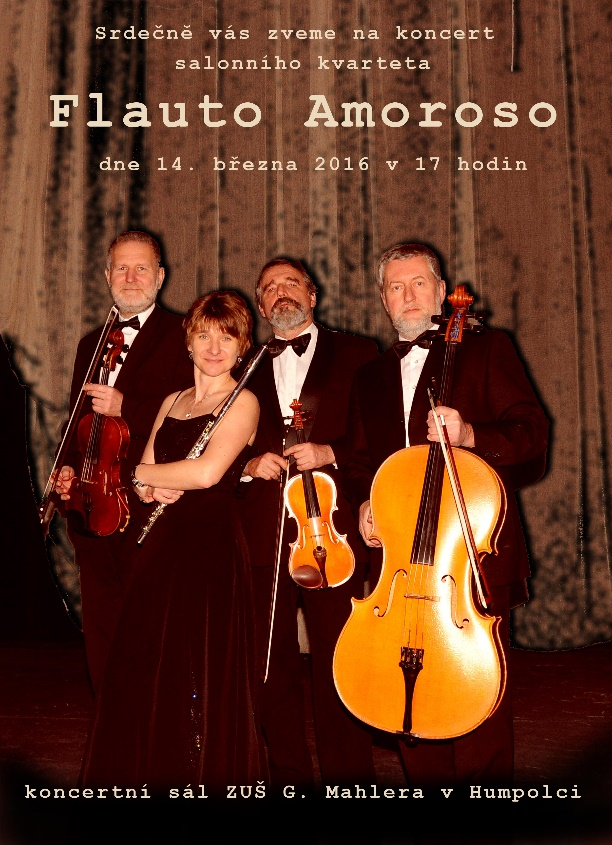 Srdečně vás zveme na koncert
salonního kvarteta
Flauto Amoroso
dne 14. března 2016 v 17 hodin
koncertní sál ZUŠ G. Mahlera v Humpolci